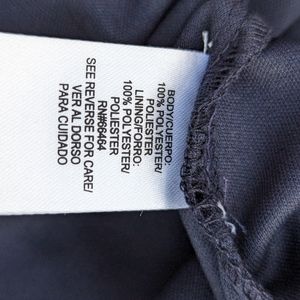 BODY/CUERPO:
100% POLYESTER/
POLIESTER
LINING/FORRO:
100% POLYESTER/
POLIESTER
RN#66464
SEE REVERSE FOR CARE/
VER AL DORSO
PARA CUIDADO